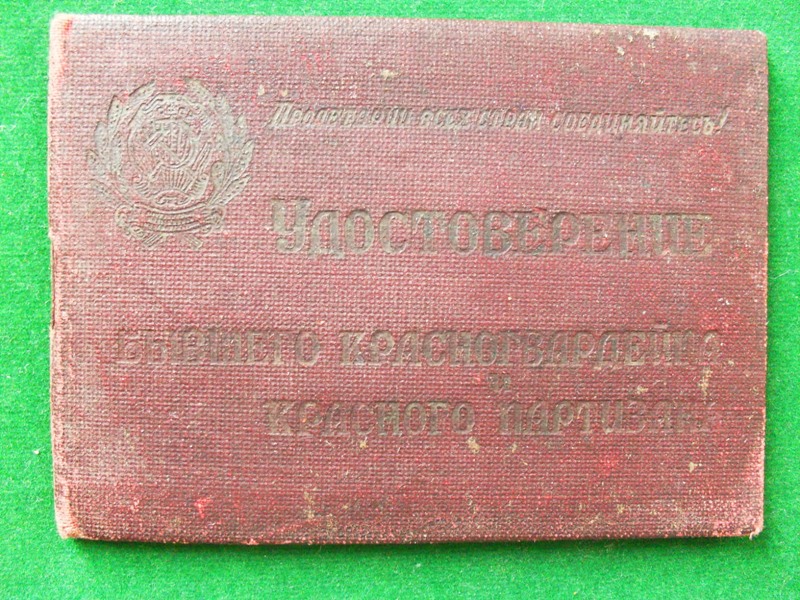 Пролетарии всех стран соединяйтесь!
Удостоверение
бывшего красногвардейца
и
красного партизана